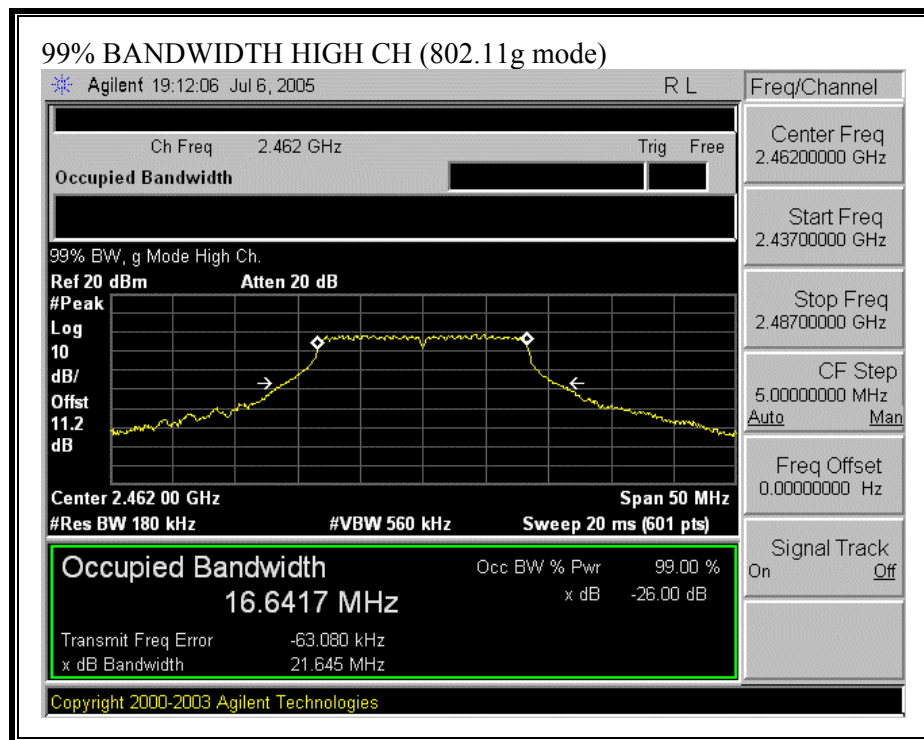 99% BANDWIDTH HIGH CH (802.11g mode)
Agilent 19:12:06 Jul 6, 2005 R L
Freq/Channel
Ch Freq 2.462 GHz Trig Free
Occupied Bandwidth
Center Freq
2.46200000 GHz
Start Freq
2.43700000 GHz
Stop Freq
2.48700000 GHz
CF Step
5.00000000 MHz
Auto Man
Freq Offset
0.00000000 Hz
Signal Track
On Off
99% BW, g Mode High Ch.
Ref 20 dBm Atten 20 dB
#Peak
Log
10
dB/
Offst
11.2
dB
Center 2.462 00 GHz Span 50 MHz
#Res BW 180 kHz #VBW 560 kHz Sweep 20 ms (601 pts)
Occupied Bandwidth Occ BW % Pwr 99.00 %
16.6417 MHz x dB -26.00 dB
Transmit Freq Error -63.080 kHz
x dB Bandwidth 21.645 MHz
Copyright 2000-2003 Agilent Technologies